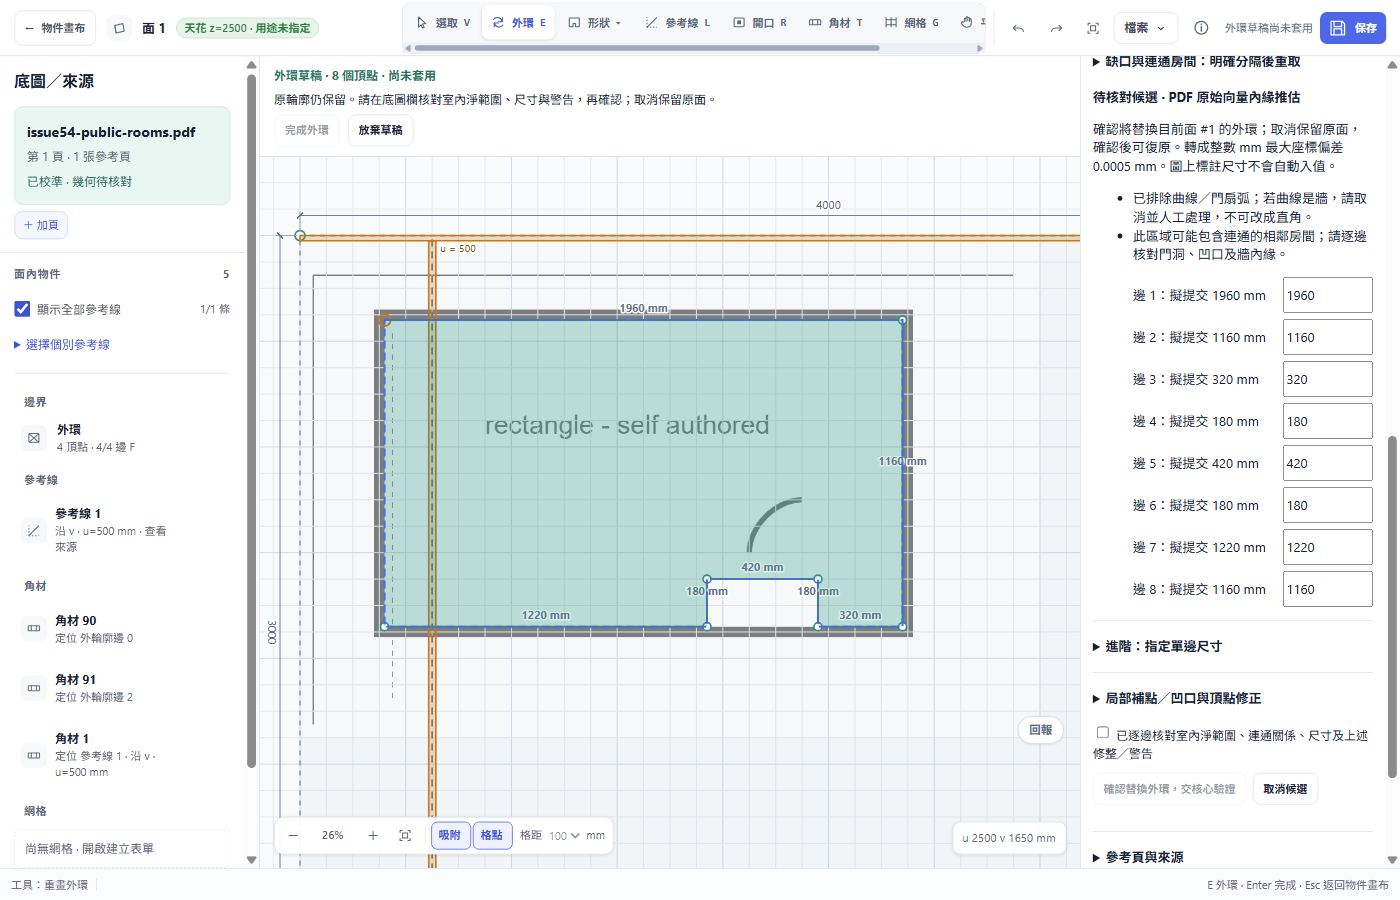 ← 物件畫布
面 1
天花 z=2500 · 用途未指定
選取 V
外環 E
形狀
參考線 L
開口 R
角材 T
網格 G
檔案
外環草稿尚未套用
保存
底圖／來源
issue54-public-rooms.pdf
第 1 頁 · 1 張參考頁
已校準 · 幾何待核對
＋ 加頁
面內物件 5
顯示全部參考線 1/1 條
選擇個別參考線
邊界
外環
4 頂點 · 4/4 邊 F
參考線
參考線 1
沿 v · u=500 mm · 查看
來源
角材
角材 90
定位 外輪廓邊 0
角材 91
定位 外輪廓邊 2
角材 1
定位 參考線 1 · 沿 v ·
u=500 mm
網格
尚無網格 · 開啟建立表單
外環草稿 · 8 個頂點 · 尚未套用
原輪廓仍保留。請在底圖欄核對室內淨範圍、尺寸與警告，再確認；取消保留原面。
完成外環
放棄草稿
4000
u = 500
1960 mm
rectangle - self authored
1160 mm
420 mm
180 mm
180 mm
1220 mm
320 mm
3000
回報
− 26% +
吸附
格點
格距 100 mm
u 2500 v 1650 mm
缺口與連通房間：明確分隔後重取
待核對候選 · PDF 原始向量內緣推估
確認將替換目前面 #1 的外環；取消保留原面，
確認後可復原。轉成整數 mm 最大座標偏差
0.0005 mm。圖上標註尺寸不會自動入值。
• 已排除曲線／門扇弧；若曲線是牆，請取
消並人工處理，不可改成直角。
• 此區域可能包含連通的相鄰房間；請逐邊
核對門洞、凹口及牆內緣。
邊 1：擬提交 1960 mm 1960
邊 2：擬提交 1160 mm 1160
邊 3：擬提交 320 mm 320
邊 4：擬提交 180 mm 180
邊 5：擬提交 420 mm 420
邊 6：擬提交 180 mm 180
邊 7：擬提交 1220 mm 1220
邊 8：擬提交 1160 mm 1160
進階：指定單邊尺寸
局部補點／凹口與頂點修正
已逐邊核對室內淨範圍、連通關係、尺寸及上述
修整／警告
確認替換外環，交核心驗證
取消候選
參考頁與來源
工具：重畫外環
E 外環 · Enter 完成 · Esc 返回物件畫布